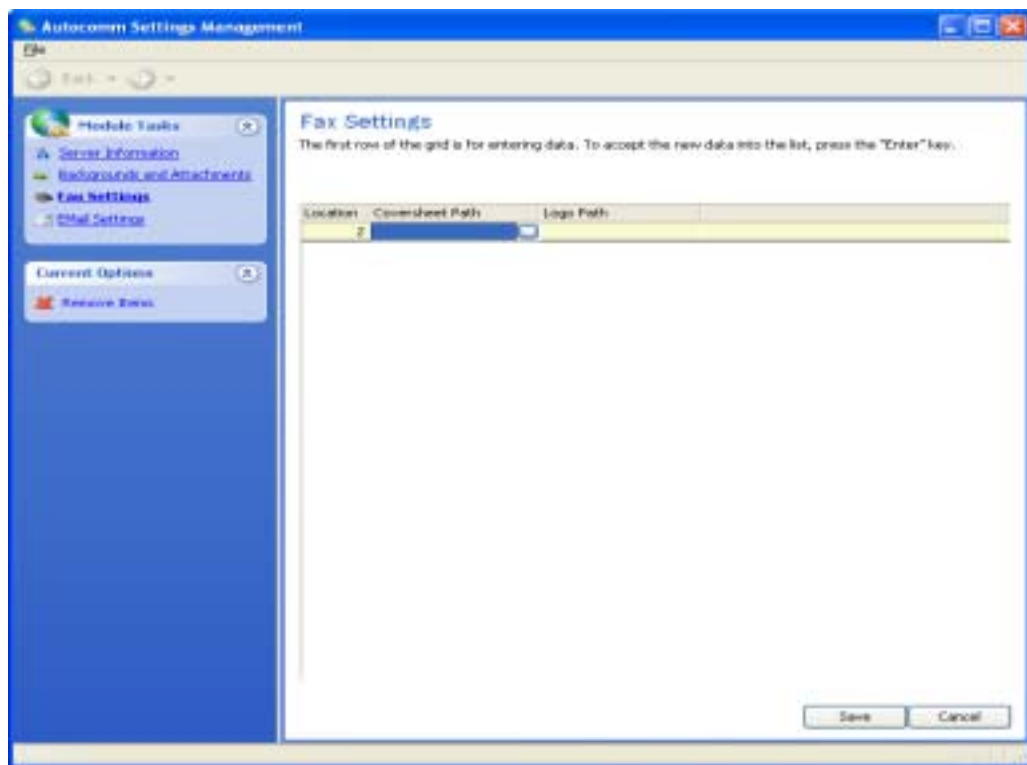 Autocomm Settings Management
File
Back
Module Tasks
Server Information
Backgrounds and Attachments
Fax Settings
EMail Settings
Current Options
Remove Items
Fax Settings
The first row of the grid is for entering data. To accept the new data into the list, press the "Enter" key.
Location Coversheet Path Logo Path
2
Save Cancel